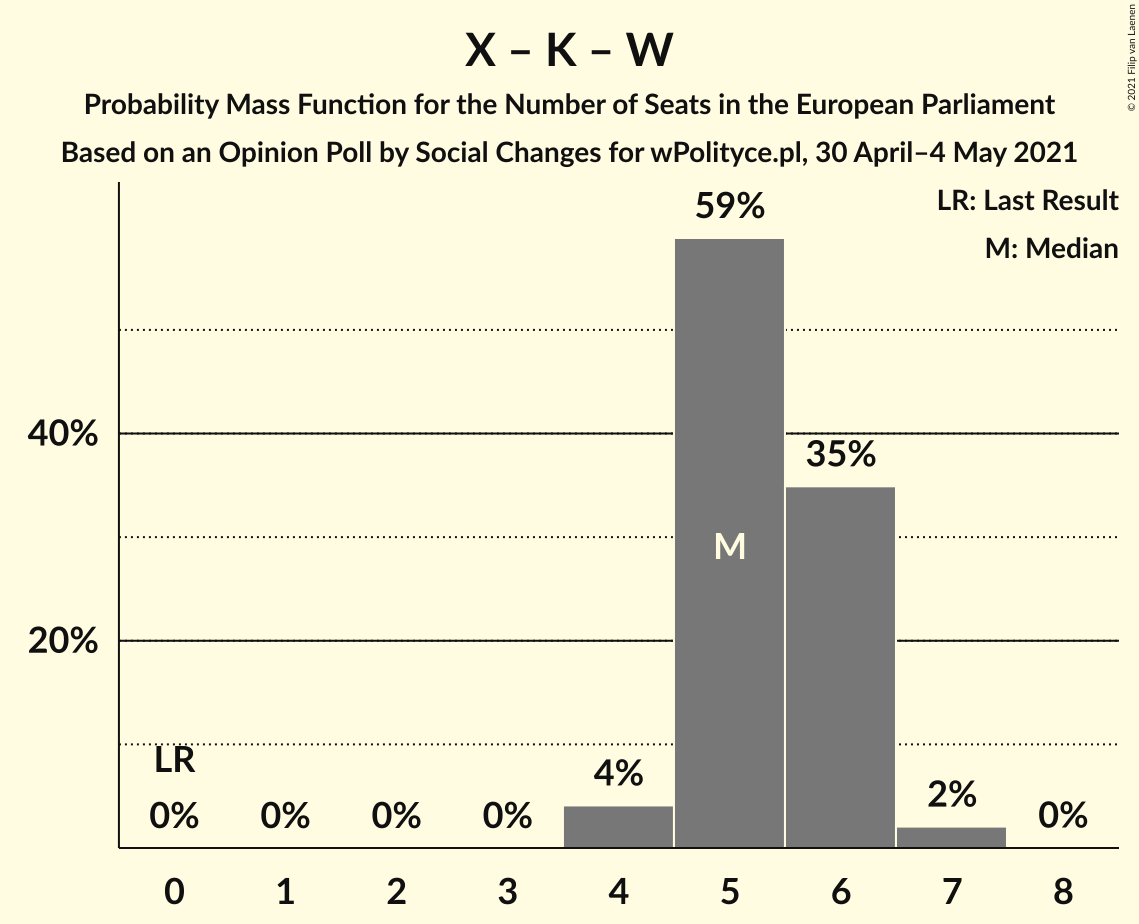 X – K – W
Probability Mass Function for the Number of Seats in the European Parliament
Based on an Opinion Poll by Social Changes for wPolityce.pl, 30 April–4 May 2021
© 2021 Filip van Laenen
LR: Last Result
M: Median
59%
40%
35%
M
20%
LR
0%
0%
0%
0%
4%
2%
0%
0
1
2
3
4
5
6
7
8